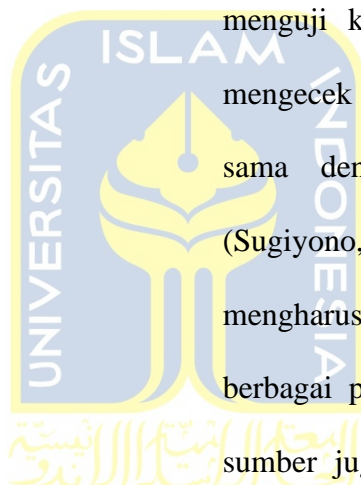 menguji k
mengecek
sama den
(Sugiyono,
mengharus
berbagai p
sumber ju
UNIVERSITAS
ISLAM
INDONESIA